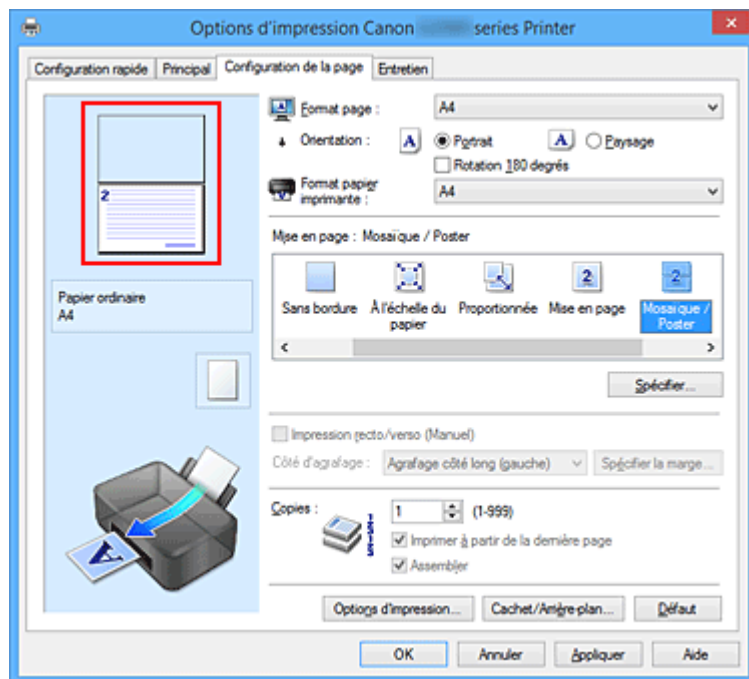 Options d'impression Canon series Printer
Configuration rapide Principal Configuration de la page Entretien
2
Papier ordinaire
A4
A
Format page : A4
Orientation : A Portrait A Paysage
Rotation 180 degrés
Format papier
imprimante : A4
Mise en page : Mosaïque / Poster
2 2
Sans bordure À l'échelle du papier Proportionnée Mise en page Mosaïque / Poster
Spécifier...
Impression recto/verso (Manuel)
Côté d'agrafage : Agrafage côté long (gauche) Spécifier la marge...
Copies : 1 (1-999)
Imprimer à partir de la dernière page
Assembler
Options d'impression... Cachet/Arrière-plan... Défaut
OK Annuler Appliquer Aide